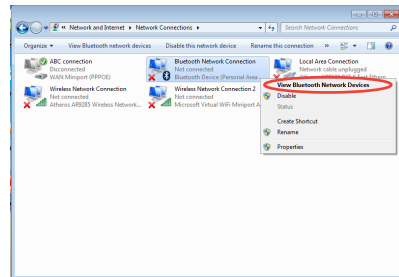 « Network and Internet ▸ Network Connections ▸
Search Network Connections
Organize ▾ View Bluetooth network devices Disable this network device Rename this connection »
ABC connection
Disconnected
WAN Miniport (PPPOE)
Bluetooth Network Connection
Not connected
Bluetooth Device (Personal Area...
Local Area Connection
Network cable unplugged
Wireless Network Connection
Not connected
Atheros AR9285 Wireless Network...
Wireless Network Connection 2
Not connected
Microsoft Virtual WiFi Miniport A
View Bluetooth Network Devices
Disable
Status
Create Shortcut
Rename
Properties